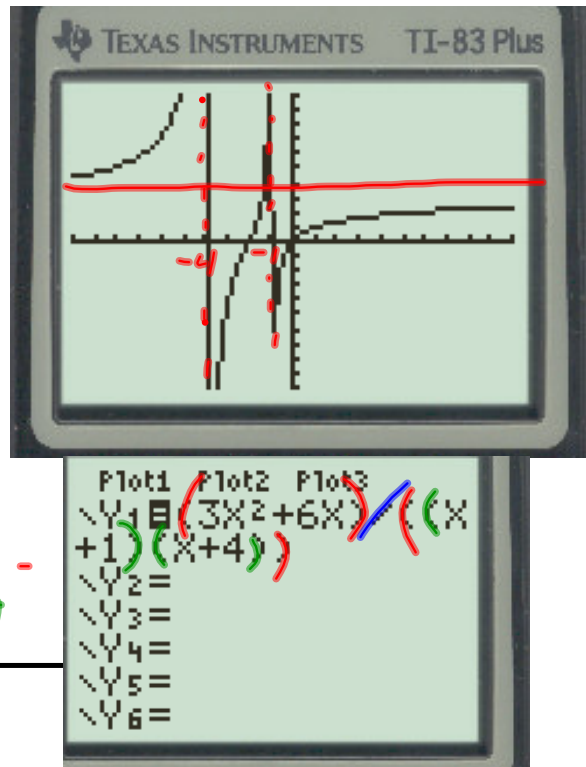 TEXAS INSTRUMENTS TI-83 Plus
-4 -1
Plot1 Plot2 Plot3
\Y1=(3X²+6X)/((X
+1)(X+4))
\Y2=
\Y3=
\Y4=
\Y5=
\Y6=